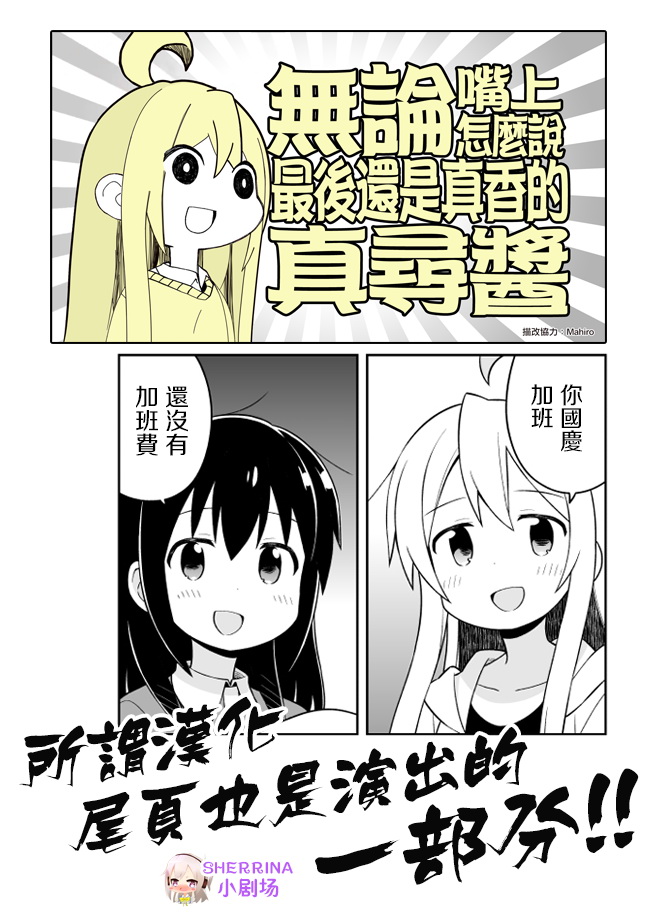 無論嘴上
怎麼說
最後還是真香的
真尋醬
描改協力：Mahiro
你國慶
加班
還沒有
加班費
所謂漢化
尾頁也是演出的
一部分!!
SHERRINA
小剧场